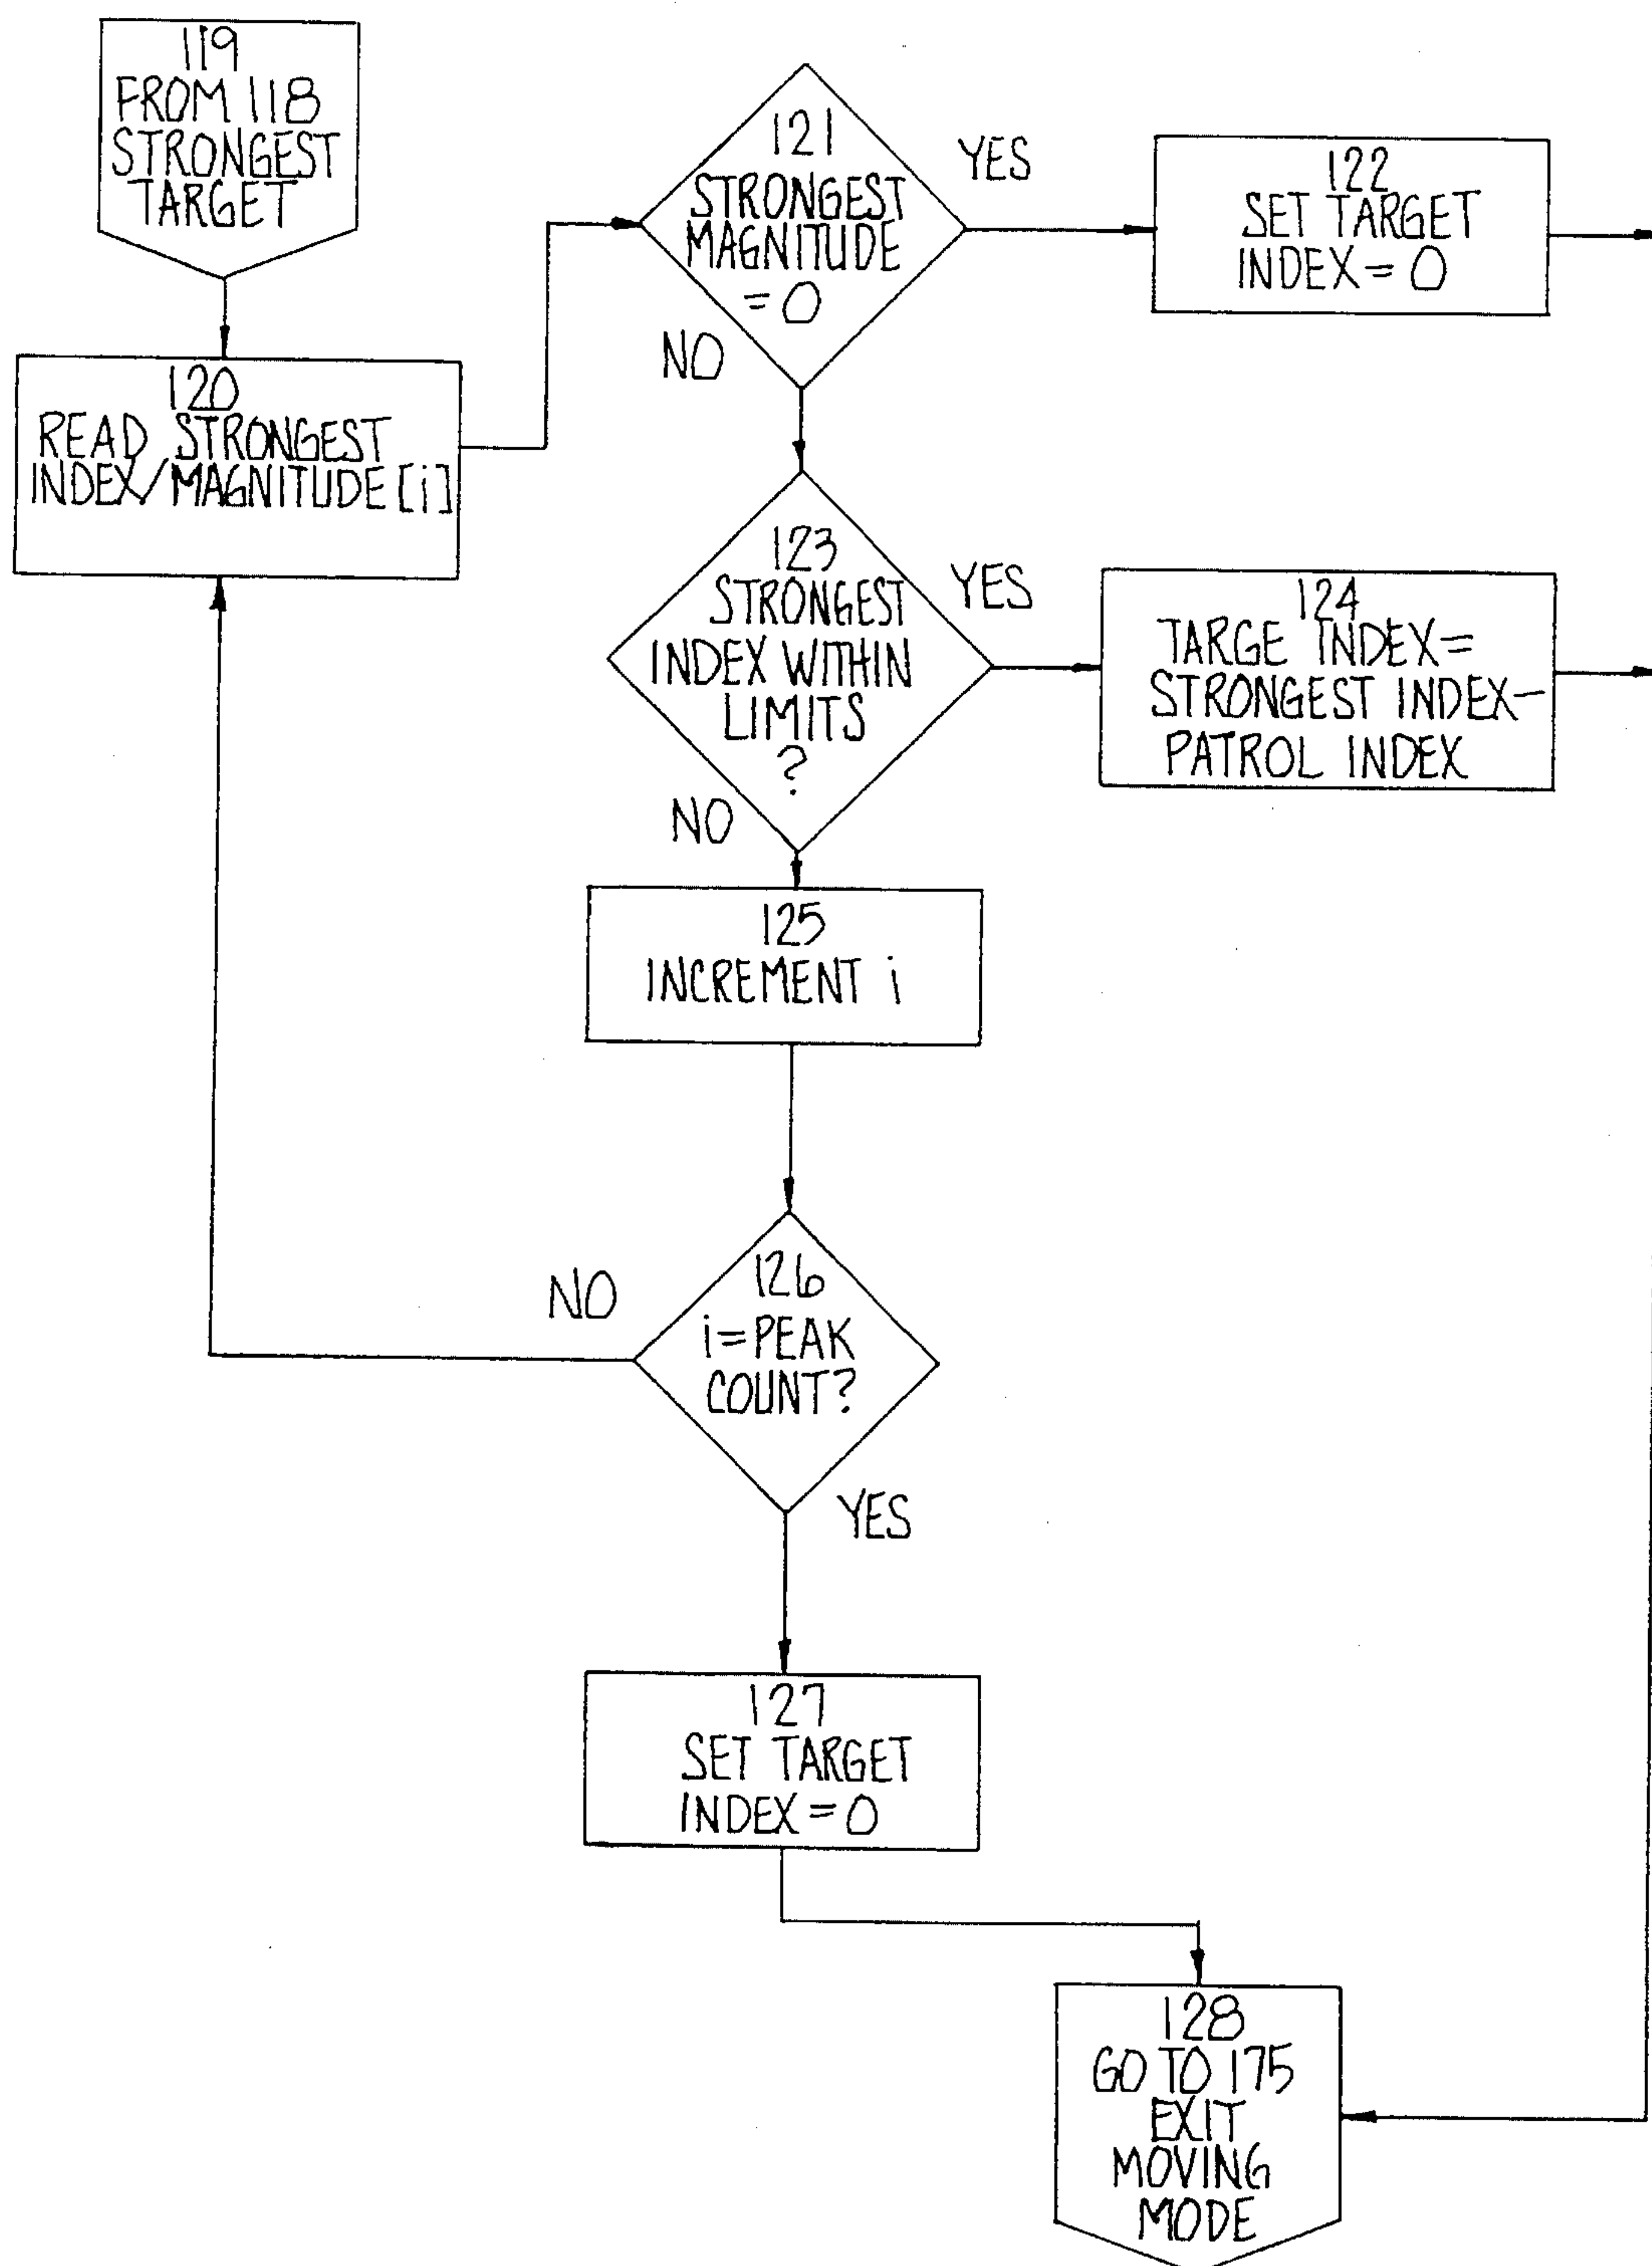 119
FROM 118
STRONGEST
TARGET
120
READ STRONGEST
INDEX/MAGNITUDE[i]
121
STRONGEST
MAGNITUDE
= 0
YES
NO
122
SET TARGET
INDEX = 0
123
STRONGEST
INDEX WITHIN
LIMITS
?
YES
NO
124
TARGE INDEX=
STRONGEST INDEX-
PATROL INDEX
125
INCREMENT i
126
i=PEAK
COUNT?
NO
YES
127
SET TARGET
INDEX = 0
128
GO TO 175
EXIT
MOVING
MODE